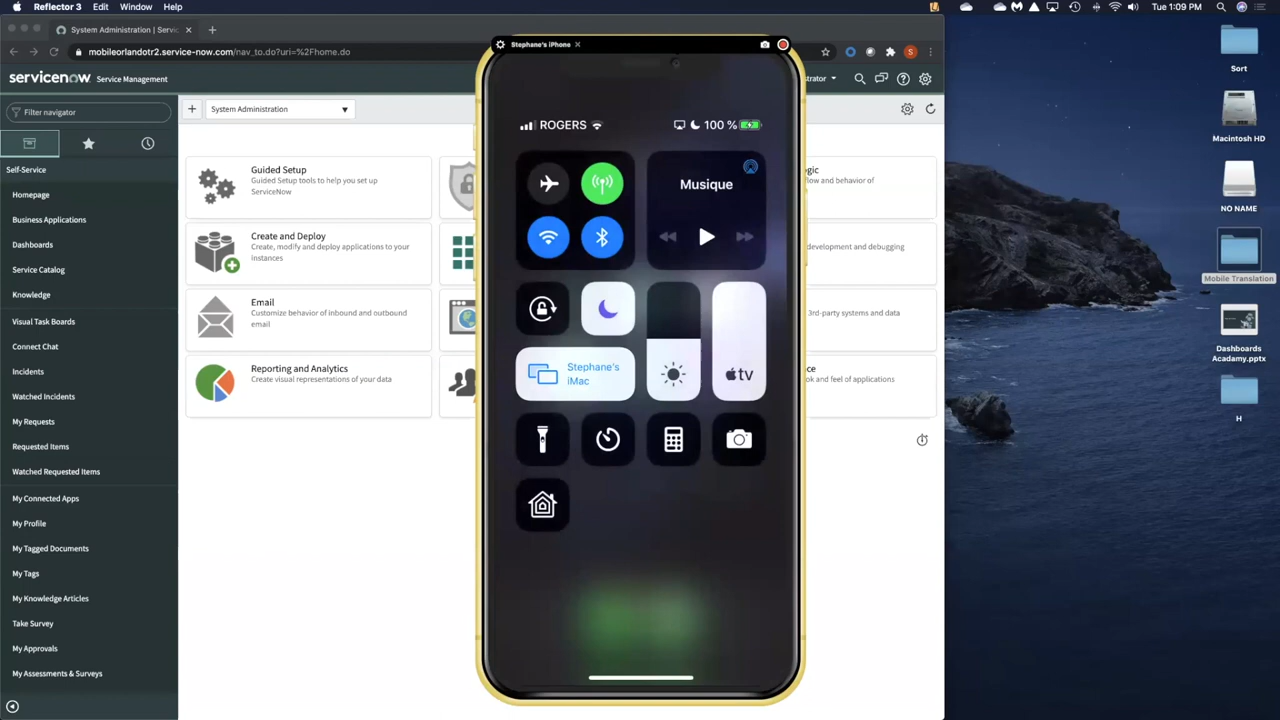 Reflector 3 Edit Window Help
Tue 1:09 PM
System Administration | Servic
mobileorlandotr2.service-now.com/nav_to.do?uri=%2Fhome.do
S
servicenow Service Management
Filter navigator
System Administration
Self-Service
Homepage
Business Applications
Dashboards
Service Catalog
Knowledge
Visual Task Boards
Connect Chat
Incidents
Watched Incidents
My Requests
Requested Items
Watched Requested Items
My Connected Apps
My Profile
My Tagged Documents
My Tags
My Knowledge Articles
Take Survey
My Approvals
My Assessments & Surveys
Guided Setup
Guided Setup tools to help you set up
ServiceNow
Create and Deploy
Create, modify and deploy applications to your
instances
Email
Customize behavior of inbound and outbound
email
Reporting and Analytics
Create visual representations of your data
Stephane's iPhone
ROGERS
100 %
Musique
Stephane's
iMac
tv
strator
ogic
ow and behavior of
development and debugging
3rd-party systems and data
ce
ok and feel of applications
Sort
Macintosh HD
NO NAME
Mobile Translation
Dashboards
Acadamy.pptx
H